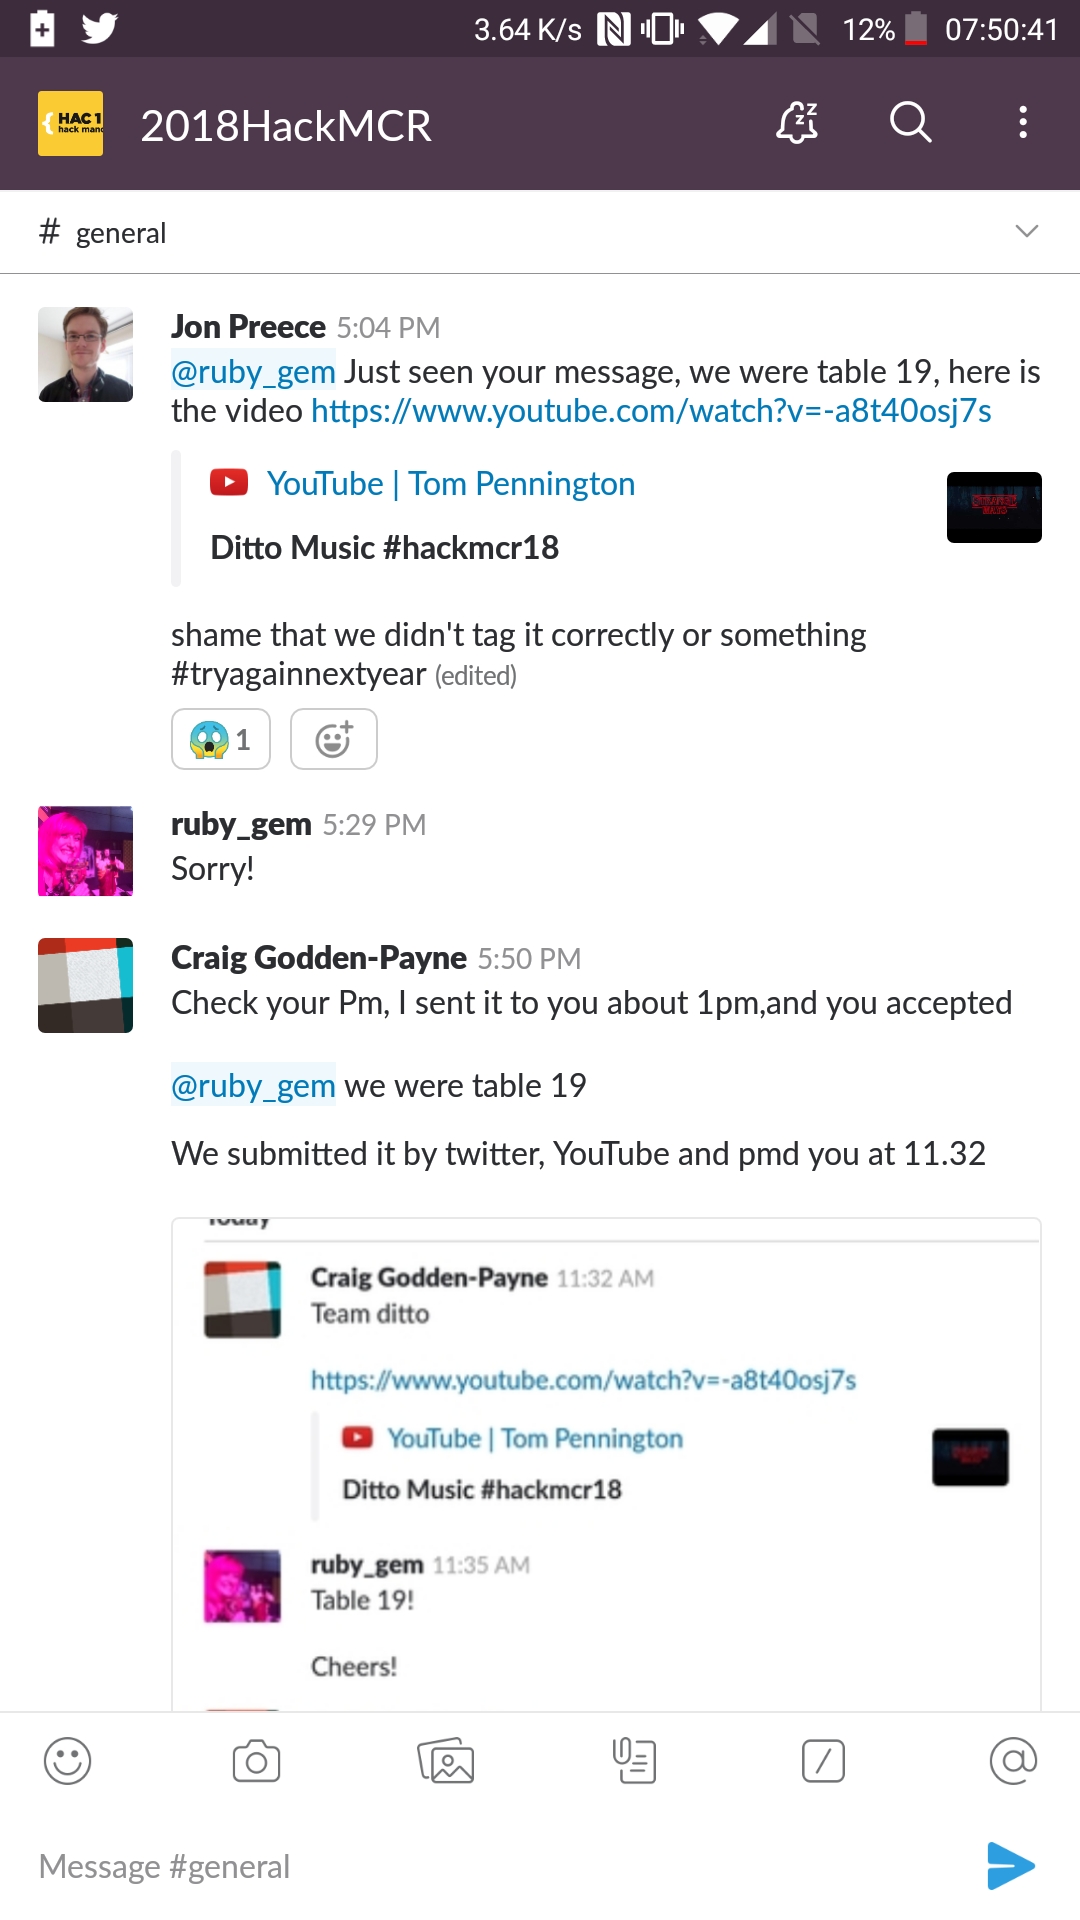 3.64 K/s 12% 07:50:41
{ HAC1
hack man
2018HackMCR
# general
Jon Preece 5:04 PM
@ruby_gem Just seen your message, we were table 19, here is
the video https://www.youtube.com/watch?v=-a8t40osj7s
YouTube | Tom Pennington
Ditto Music #hackmcr18
shame that we didn't tag it correctly or something
#tryagainnextyear (edited)
1
ruby_gem 5:29 PM
Sorry!
Craig Godden-Payne 5:50 PM
Check your Pm, I sent it to you about 1pm,and you accepted
@ruby_gem we were table 19
We submitted it by twitter, YouTube and pmd you at 11.32
Today
Craig Godden-Payne 11:32 AM
Team ditto
https://www.youtube.com/watch?v=-a8t40osj7s
YouTube | Tom Pennington
Ditto Music #hackmcr18
ruby_gem 11:35 AM
Table 19!
Cheers!
Message #general